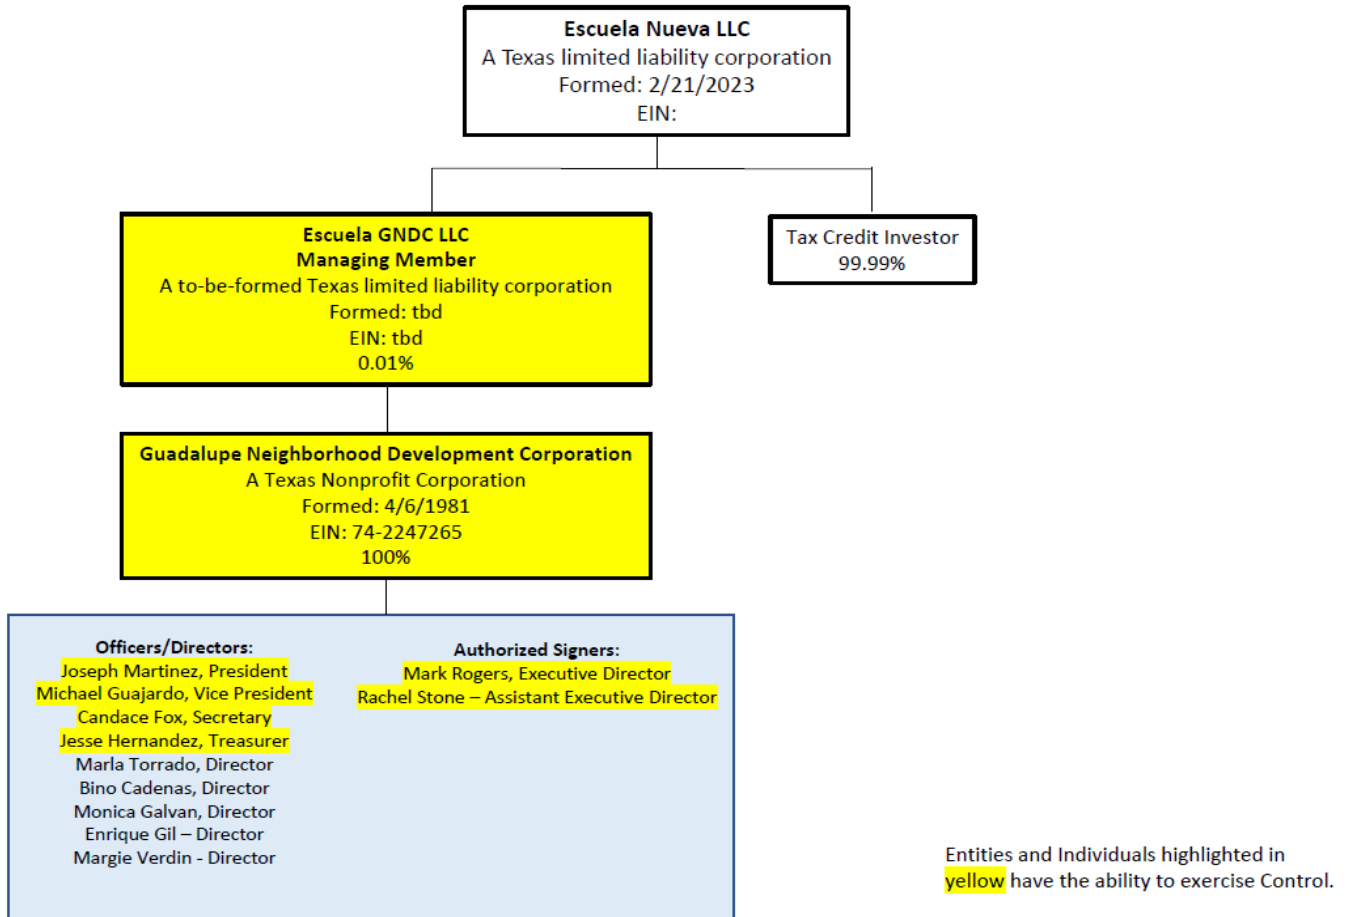 Escuela Nueva LLC
A Texas limited liability corporation
Formed: 2/21/2023
EIN:
Escuela GNDC LLC
Managing Member
A to-be-formed Texas limited liability corporation
Formed: tbd
EIN: tbd
0.01%
Tax Credit Investor
99.99%
Guadalupe Neighborhood Development Corporation
A Texas Nonprofit Corporation
Formed: 4/6/1981
EIN: 74-2247265
100%
Officers/Directors:
Joseph Martinez, President
Michael Guajardo, Vice President
Candace Fox, Secretary
Jesse Hernandez, Treasurer
Marla Torrado, Director
Bino Cadenas, Director
Monica Galvan, Director
Enrique Gil – Director
Margie Verdin - Director
Authorized Signers:
Mark Rogers, Executive Director
Rachel Stone – Assistant Executive Director
Entities and Individuals highlighted in
yellow have the ability to exercise Control.